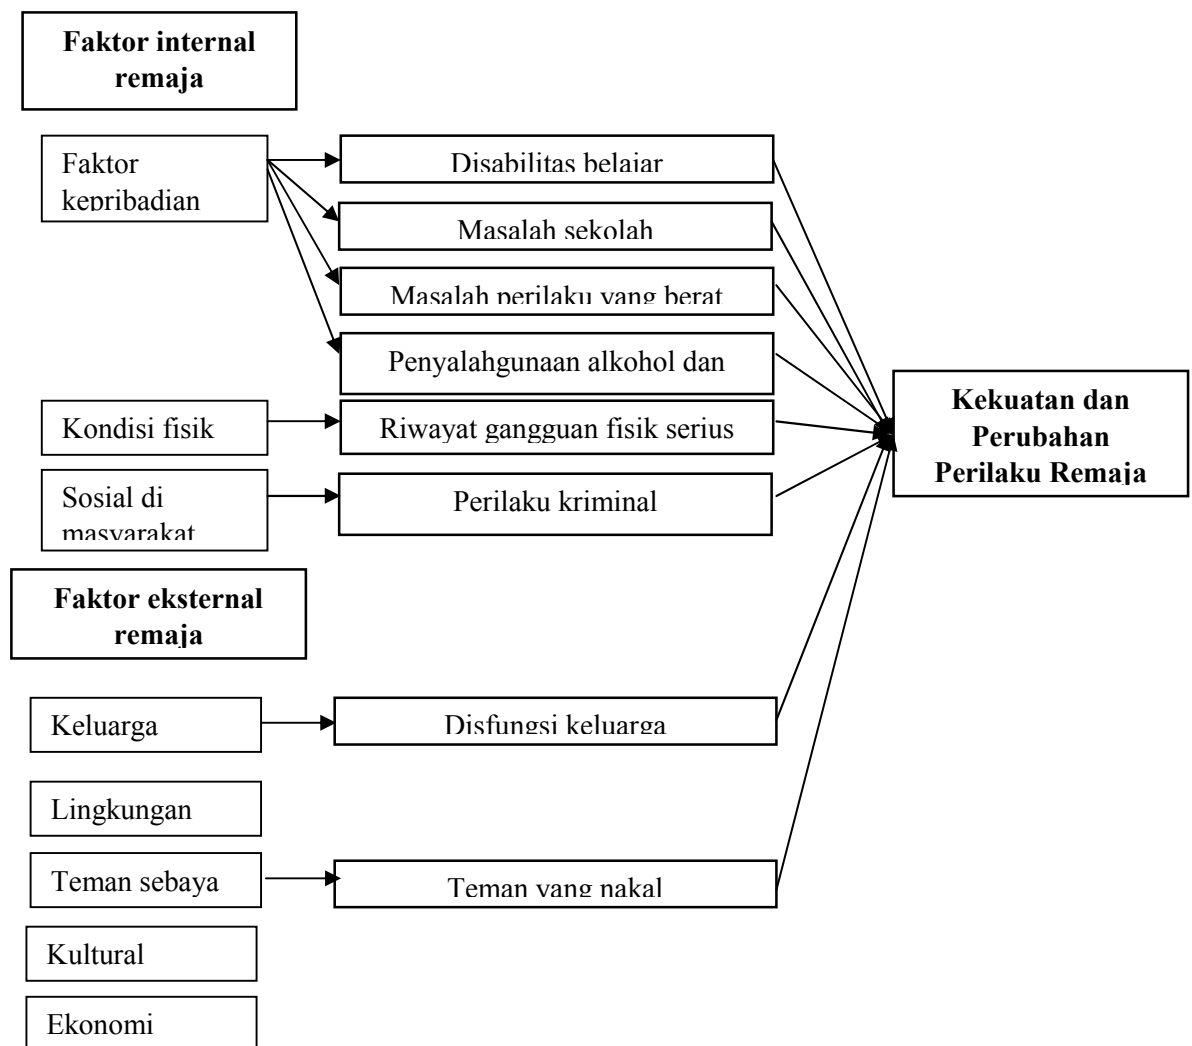 Faktor internal
remaja
Faktor
kepribadian
Disabilitas belajar
Masalah sekolah
Masalah perilaku yang berat
Penyalahgunaan alkohol dan
Kondisi fisik
Riwayat gangguan fisik serius
Sosial di
masyarakat
Perilaku kriminal
Kekuatan dan
Perubahan
Perilaku Remaja
Faktor eksternal
remaja
Keluarga
Disfungsi keluarga
Lingkungan
Teman sebaya
Teman yang nakal
Kultural
Ekonomi